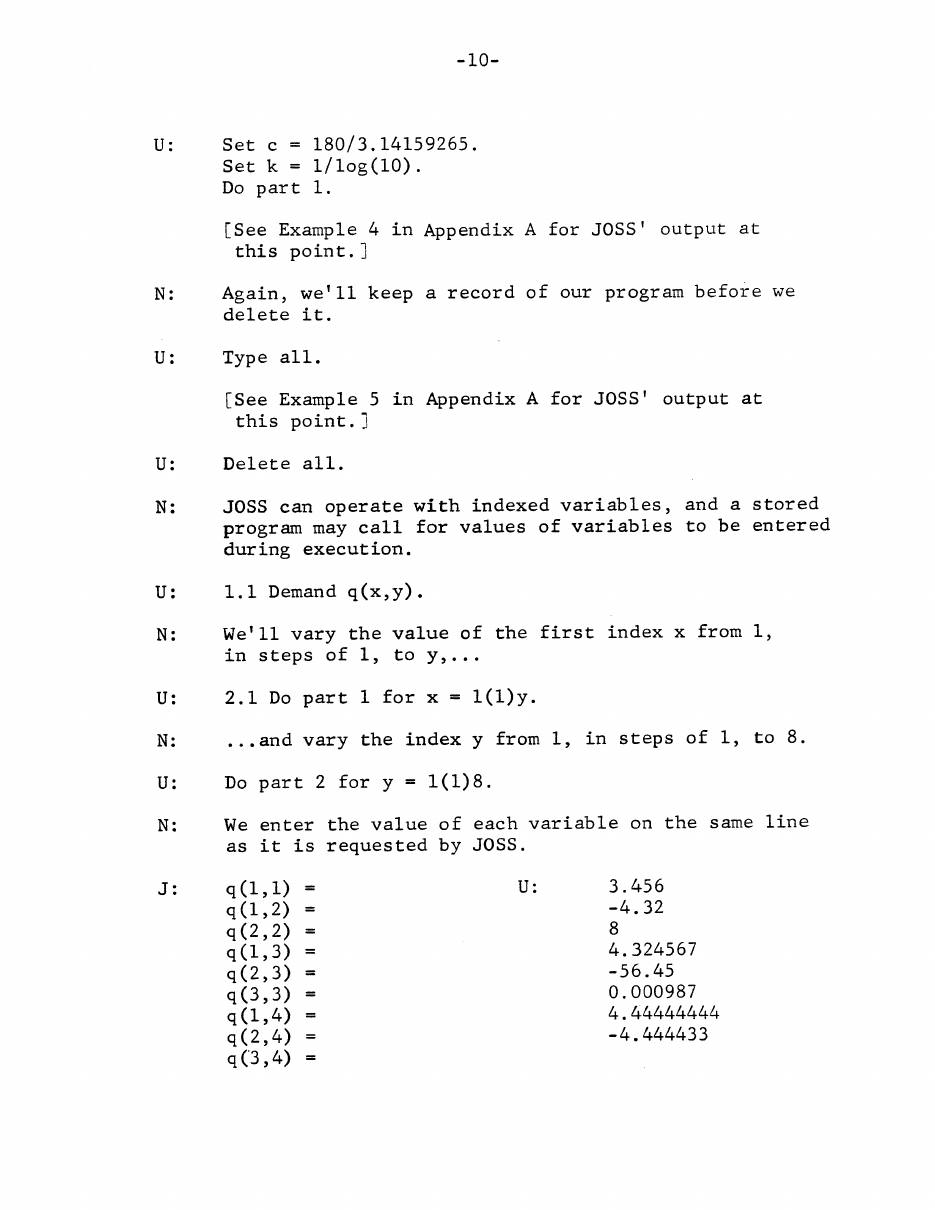 -10-
U: Set c = 180/3.14159265.
Set k = 1/log(10).
Do part 1.
[See Example 4 in Appendix A for JOSS' output at
this point.]
N: Again, we'll keep a record of our program before we
delete it.
U: Type all.
[See Example 5 in Appendix A for JOSS' output at
this point.]
U: Delete all.
N: JOSS can operate with indexed variables, and a stored
program may call for values of variables to be entered
during execution.
U: 1.1 Demand q(x,y).
N: We'll vary the value of the first index x from 1,
in steps of 1, to y,...
U: 2.1 Do part 1 for x = 1(1)y.
N: ...and vary the index y from 1, in steps of 1, to 8.
U: Do part 2 for y = 1(1)8.
N: We enter the value of each variable on the same line
as it is requested by JOSS.
J: q(1,1) = U: 3.456
q(1,2) = -4.32
q(2,2) = 8
q(1,3) = 4.324567
q(2,3) = -56.45
q(3,3) = 0.000987
q(1,4) = 4.44444444
q(2,4) = -4.444433
q(3,4) =